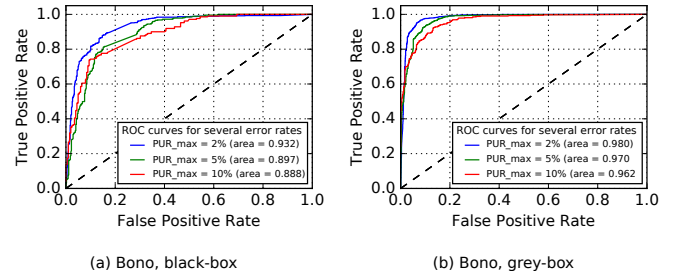 1.0
0.8
0.6
0.4
0.2
0.0
True Positive Rate
ROC curves for several error rates
PUR_max = 2% (area = 0.932)
PUR_max = 5% (area = 0.897)
PUR_max = 10% (area = 0.888)
0.0 0.2 0.4 0.6 0.8 1.0
False Positive Rate
(a) Bono, black-box
1.0
0.8
0.6
0.4
0.2
0.0
True Positive Rate
ROC curves for several error rates
PUR_max = 2% (area = 0.980)
PUR_max = 5% (area = 0.970
PUR_max = 10% (area = 0.962
0.0 0.2 0.4 0.6 0.8 1.0
False Positive Rate
(b) Bono, grey-box